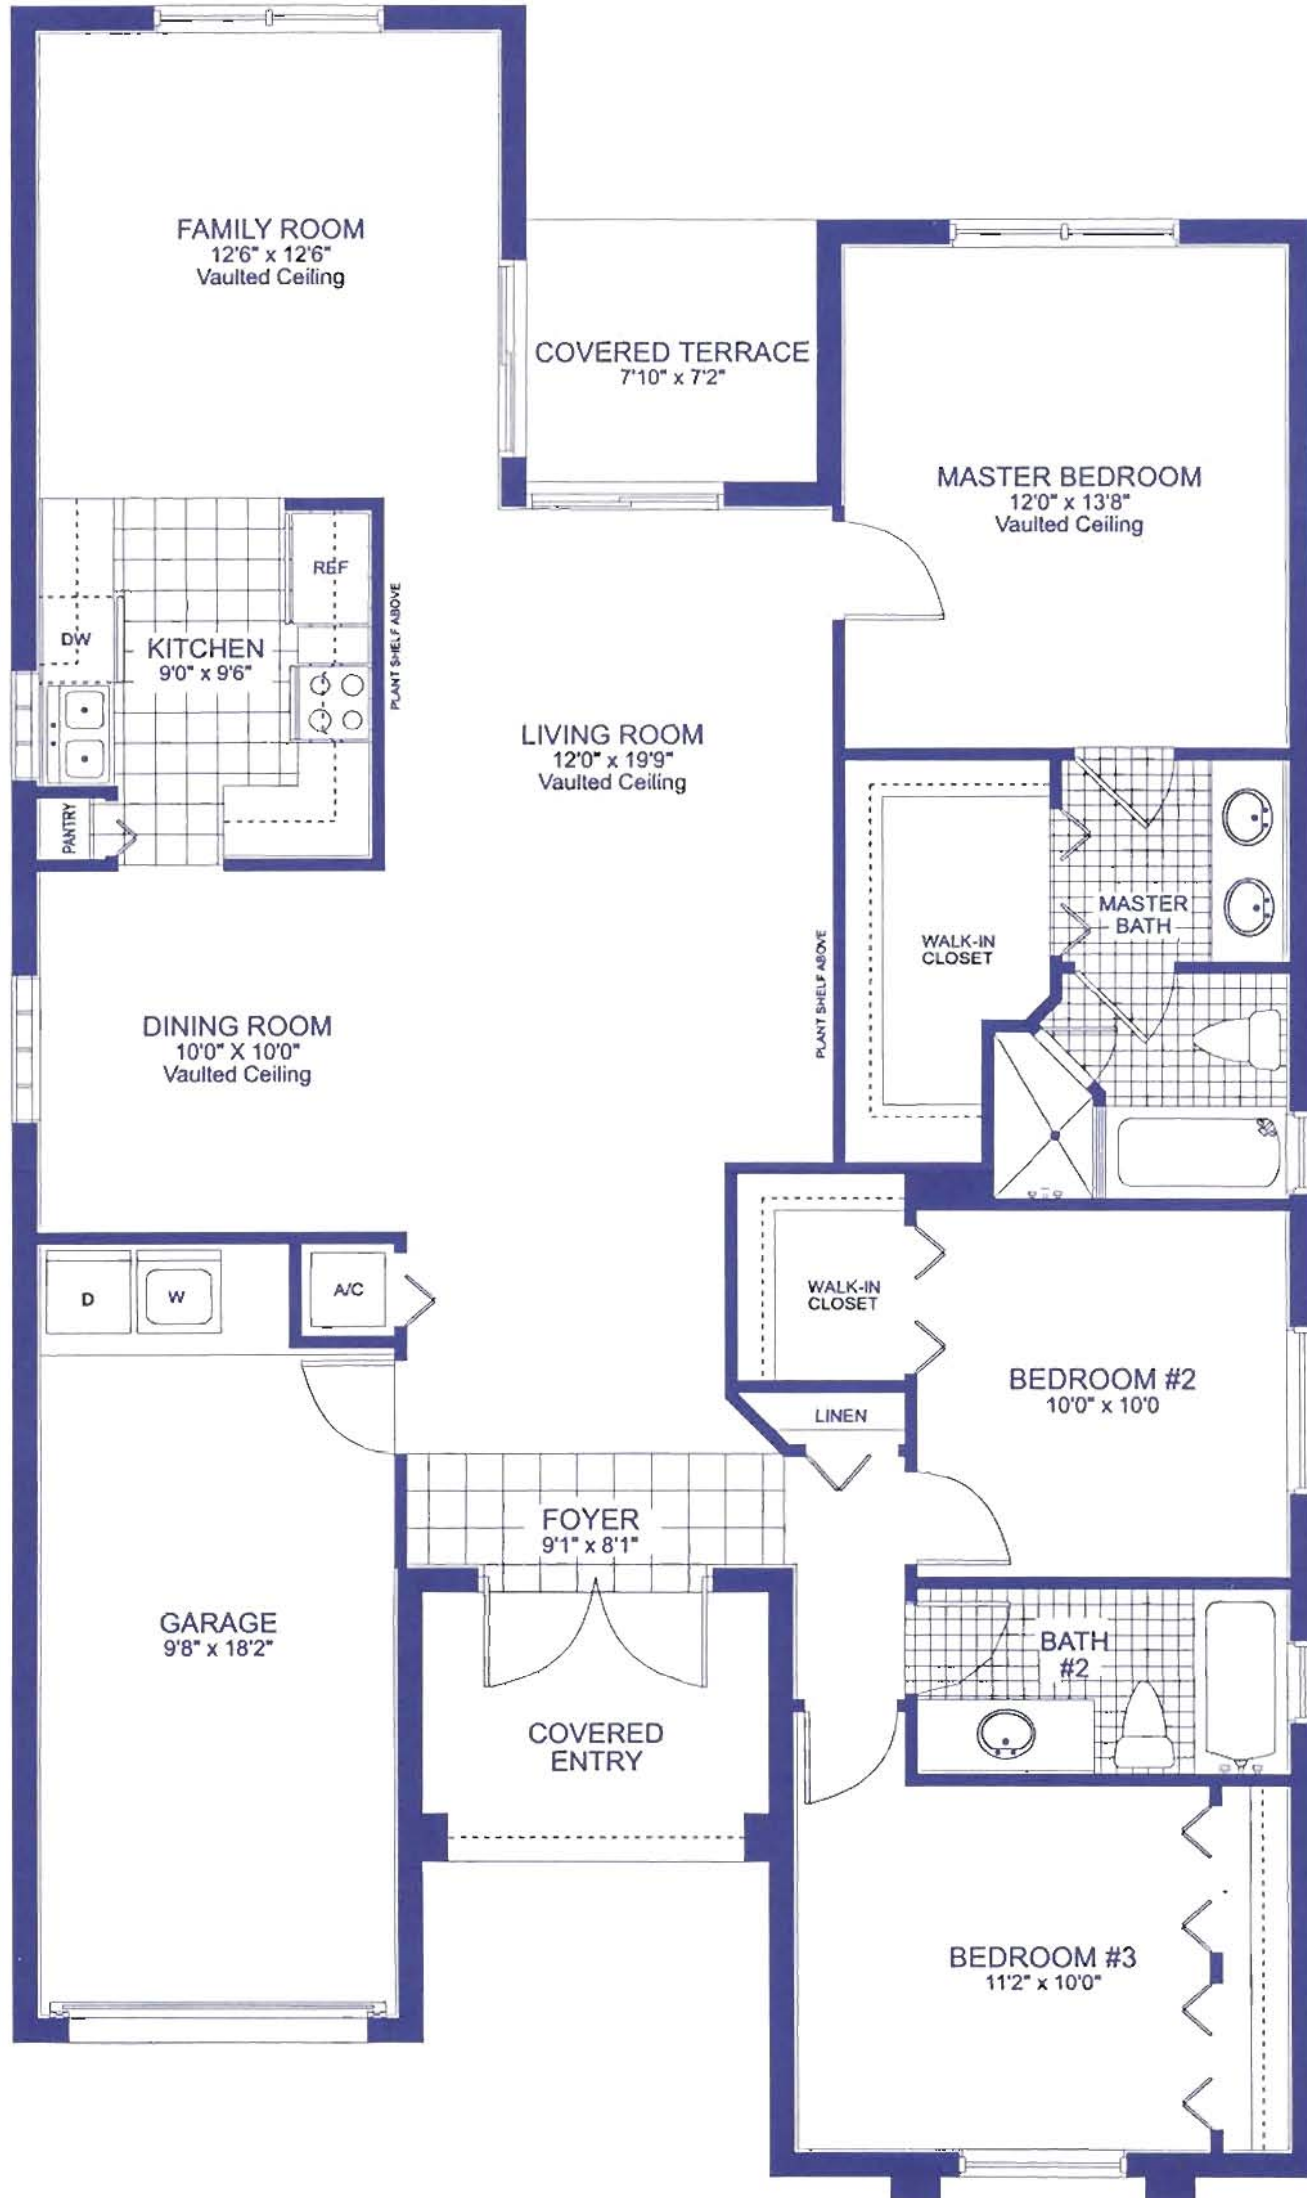 FAMILY ROOM
12'6" x 12'6"
Vaulted Ceiling
COVERED TERRACE
7'10" x 7'2"
MASTER BEDROOM
12'0" x 13'8"
Vaulted Ceiling
REF
DW
KITCHEN
9'0" x 9'6"
PLANT SHELF ABOVE
LIVING ROOM
12'0" x 19'9"
Vaulted Ceiling
PANTRY
MASTER
BATH
WALK-IN
CLOSET
PLANT SHELF ABOVE
DINING ROOM
10'0" X 10'0"
Vaulted Ceiling
D
W
A/C
WALK-IN
CLOSET
BEDROOM #2
10'0" x 10'0
LINEN
FOYER
9'1" x 8'1"
GARAGE
9'8" x 18'2"
BATH
#2
COVERED
ENTRY
BEDROOM #3
11'2" x 10'0"